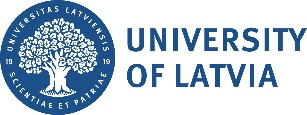 UNIVERSITAS LATVIENSIS
19 19
SCIENTIAE ET PATRIAE
UNIVERSITY
OF LATVIA